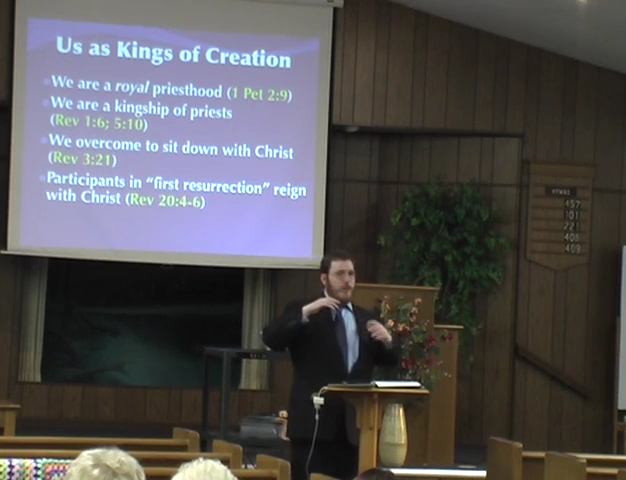 Us as Kings of Creation
We are a royal priesthood (1 Pet 2:9)
We are a kingship of priests
(Rev 1:6; 5:10)
We overcome to sit down with Christ
(Rev 3:21)
Participants in “first resurrection” reign
with Christ (Rev 20:4-6)
HYMNS
457
101
221
408
409